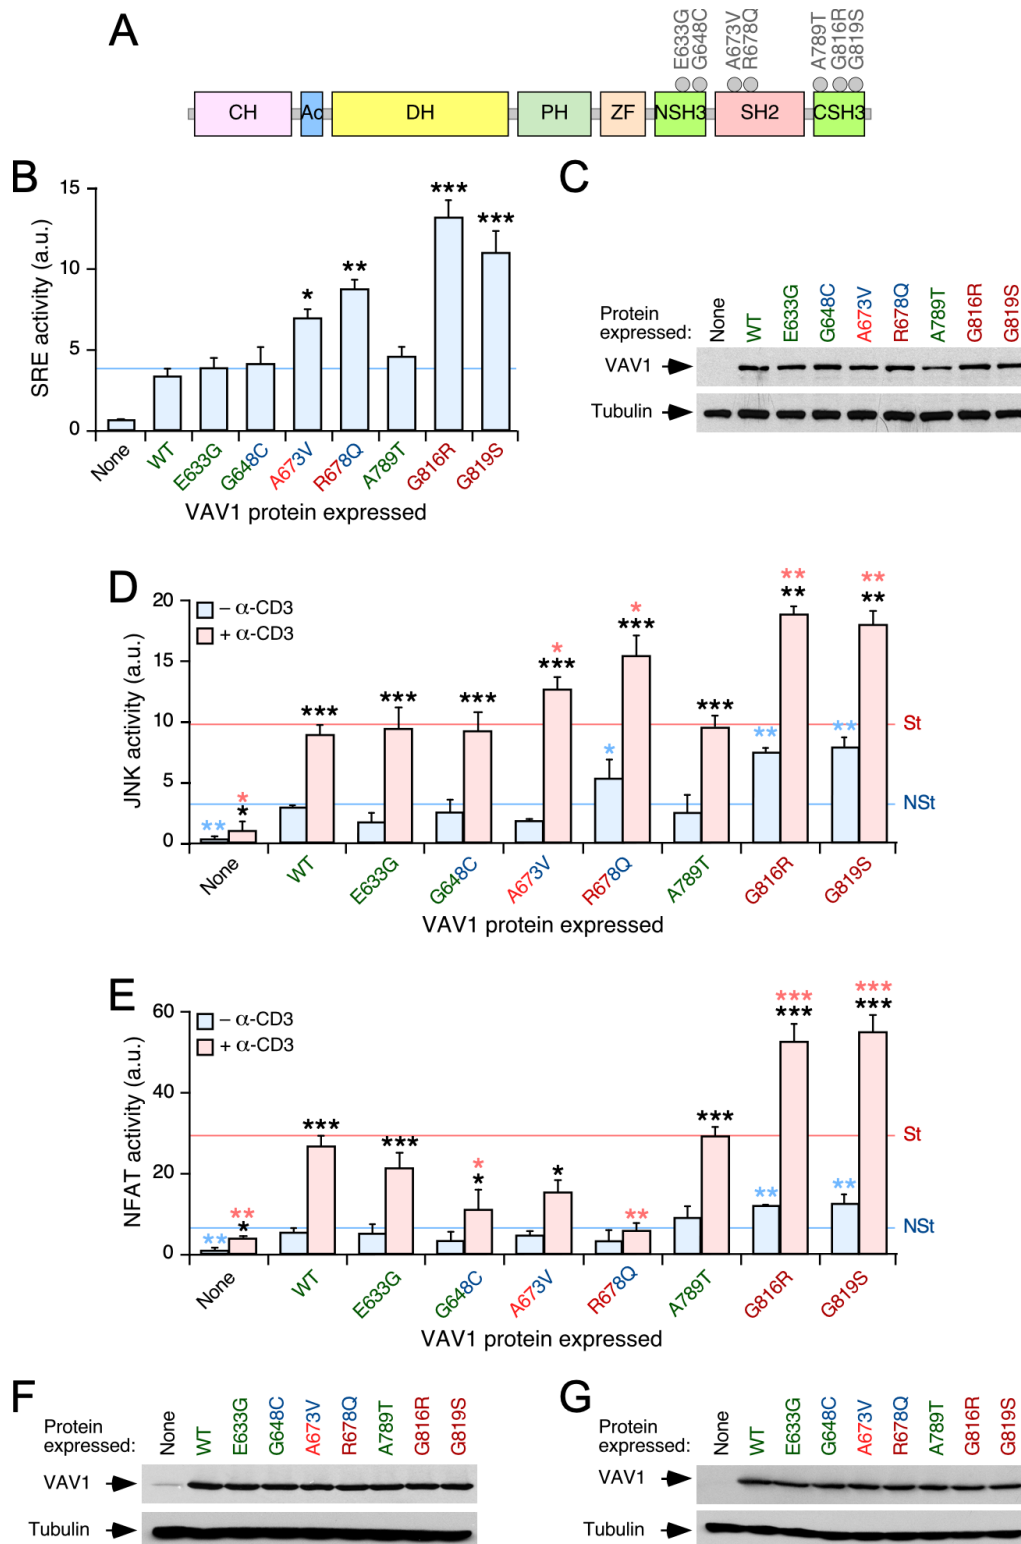 A
E633G G648C A673V R678Q A789T G816R G819S
CH Ac DH PH ZF NSH3 SH2 CSH3
B
SRE activity (a.u.)
15
10
5
0
*
**
***
***
None WT E633G G648C A673V R678Q A789T G816R G819S
VAV1 protein expressed
C
Protein
expressed:
None WT E633G G648C A673V R678Q A789T G816R G819S
VAV1
Tubulin
D
JNK activity (a.u.)
20
15
10
5
0
– α-CD3
+ α-CD3
** * *
***
***
***
* ***
* * ***
***
** ** **
** ** **
St
NSt
None WT E633G G648C A673V R678Q A789T G816R G819S
VAV1 protein expressed
E
NFAT activity (a.u.)
60
40
20
0
– α-CD3
+ α-CD3
** ** *
***
***
* *
*
**
***
** *** ***
** *** ***
St
NSt
None WT E633G G648C A673V R678Q A789T G816R G819S
VAV1 protein expressed
F
Protein
expressed:
None WT E633G G648C A673V R678Q A789T G816R G819S
VAV1
Tubulin
G
Protein
expressed:
None WT E633G G648C A673V R678Q A789T G816R G819S
VAV1
Tubulin